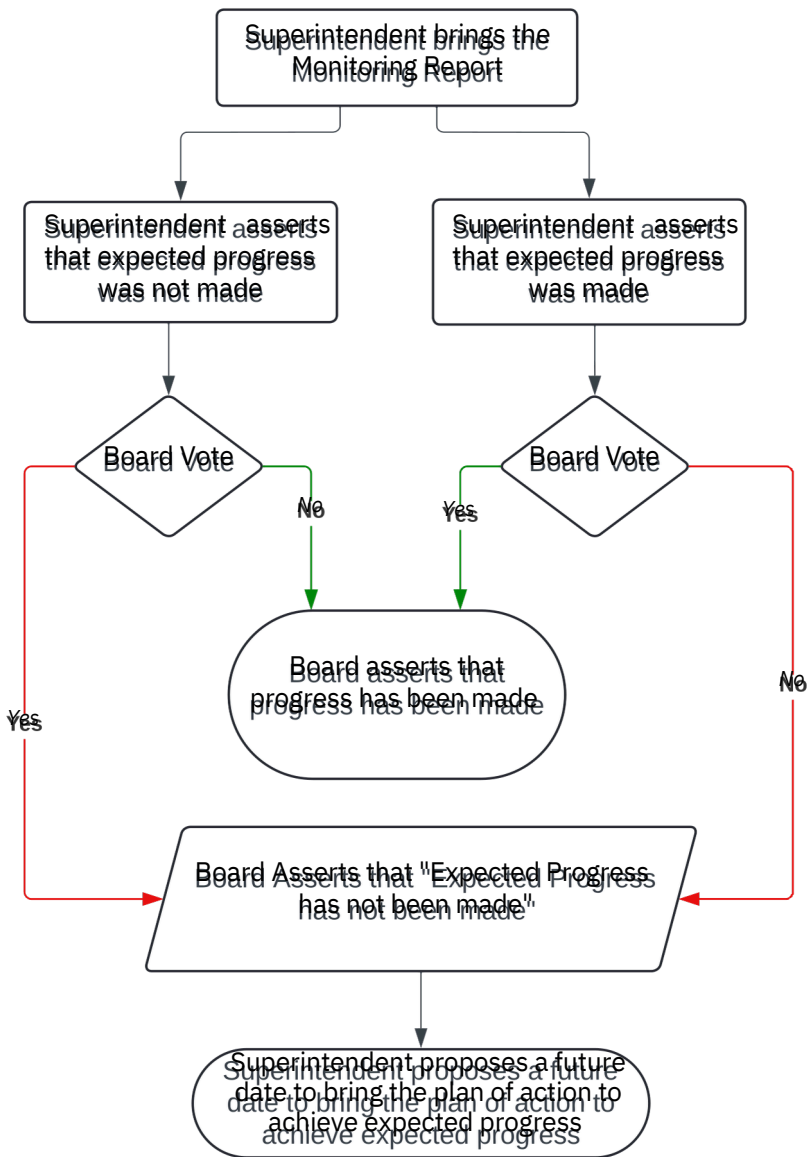 Superintendent brings the
Monitoring Report
Superintendent asserts
that expected progress
was not made
Superintendent asserts
that expected progress
was made
Board Vote
Board Vote
No
Yes
Board asserts that
progress has been made
No
Yes
Board Asserts that "Expected Progress
has not been made"
Superintendent proposes a future
date to bring the plan of action to
achieve expected progress